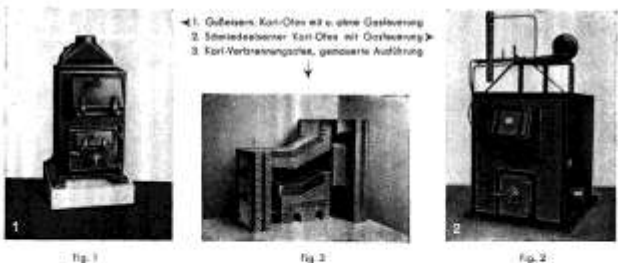 ◄1. Gußeisern. Kori-Ofen mit u. ohne Gasfeuerung
2. Schmiedeeiserner Kori-Ofen mit Gasfeuerung►
3. Kori-Verbrennungsofen, gemauerte Ausführung
1
2
Fig. 1
Fig. 3
Fig. 2